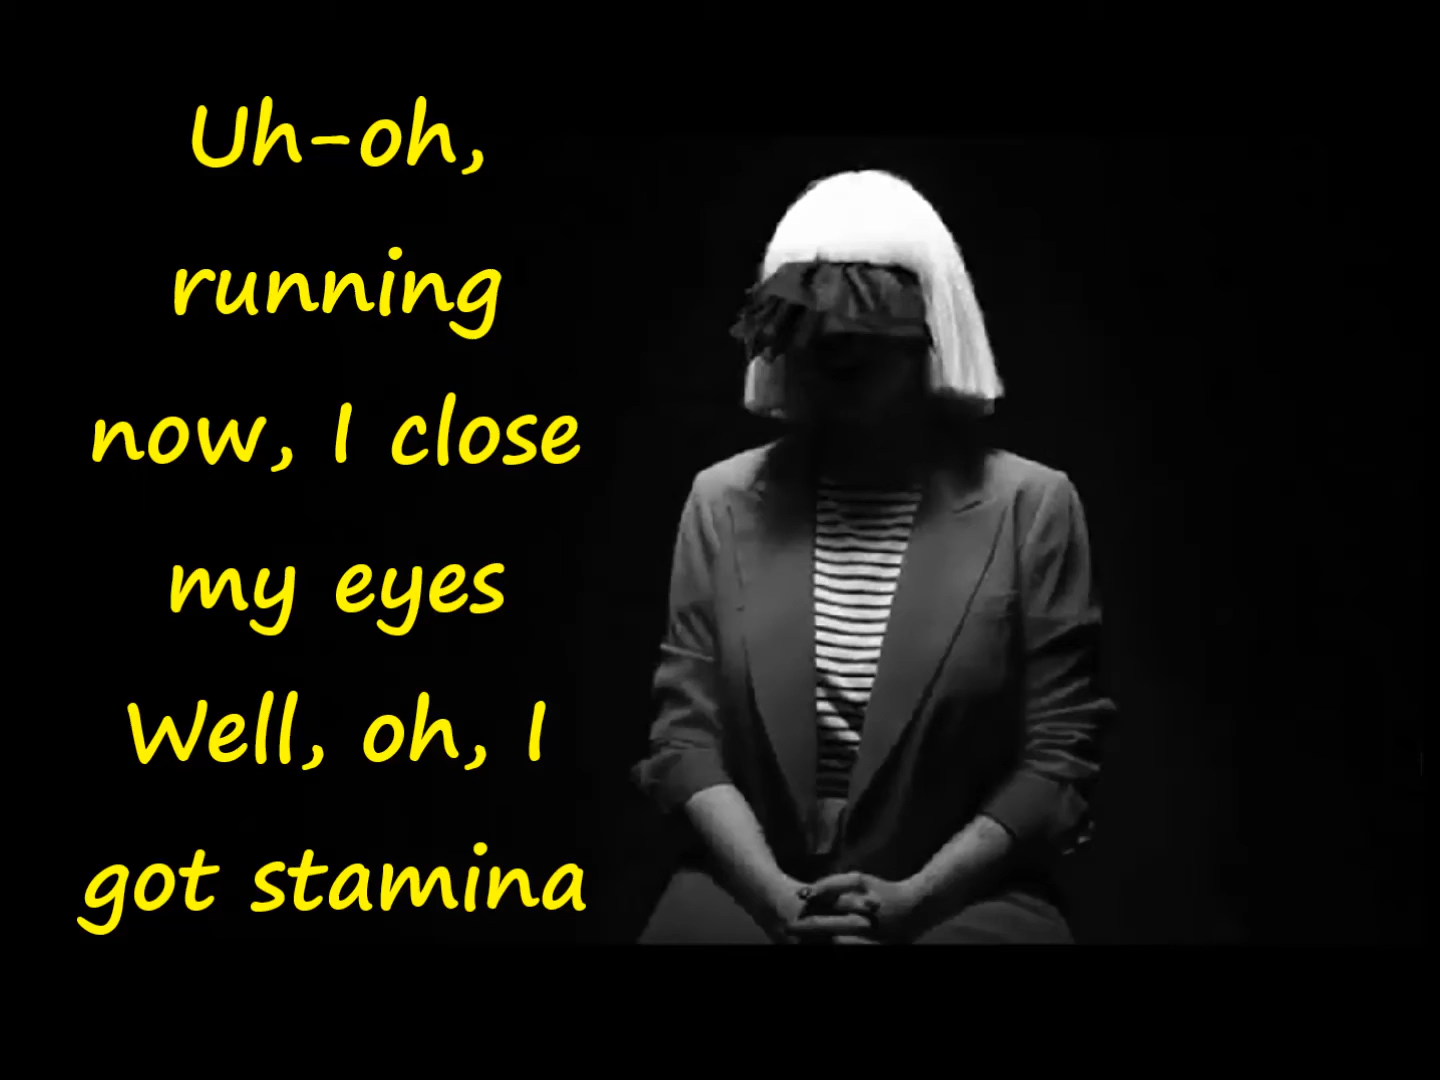 Uh-oh,
running
now, I close
my eyes
Well, oh, I
got stamina